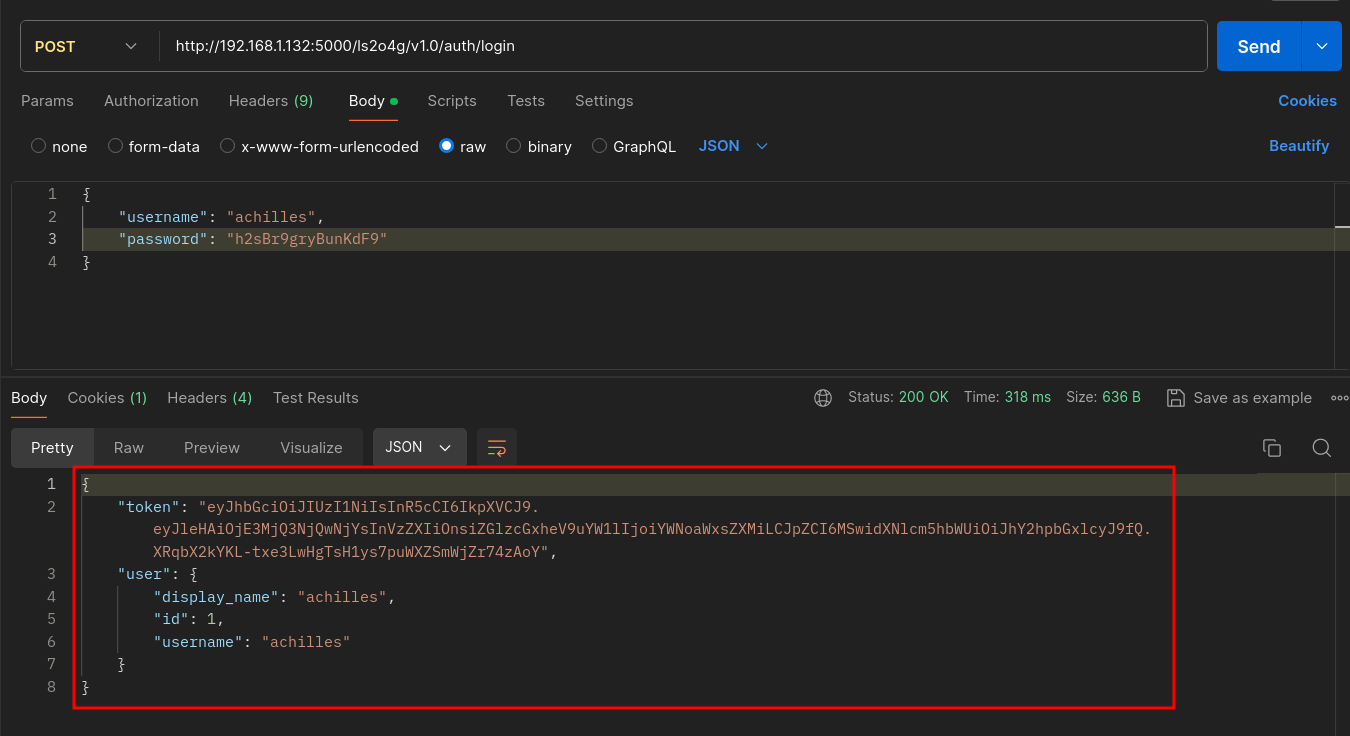 POST http://192.168.1.132:5000/ls2o4g/v1.0/auth/login Send
Params Authorization Headers (9) Body Scripts Tests Settings Cookies
none form-data x-www-form-urlencoded raw binary GraphQL JSON Beautify
1 {
2 "username": "achilles",
3 "password": "h2sBr9gryBunKdF9"
4 }
Body Cookies (1) Headers (4) Test Results Status: 200 OK Time: 318 ms Size: 636 B Save as example
Pretty Raw Preview Visualize JSON
1 {
2 "token": "eyJhbGciOiJIUzI1NiIsInR5cCI6IkpXVCJ9.
eyJleHAiOjE3MjQ3NjQwNjYsInVzZXIiOnsiZGlzcGxheV9uYW1lIjoiYWNoaWxsZXMiLCJpZCI6MSwidXNlcm5hbWUiOiJhY2hpbGxlcyJ9fQ.
XRqbX2kYKL-txe3LwHgTsH1ys7puWXZSmWjZr74zAoY",
3 "user": {
4 "display_name": "achilles",
5 "id": 1,
6 "username": "achilles"
7 }
8 }